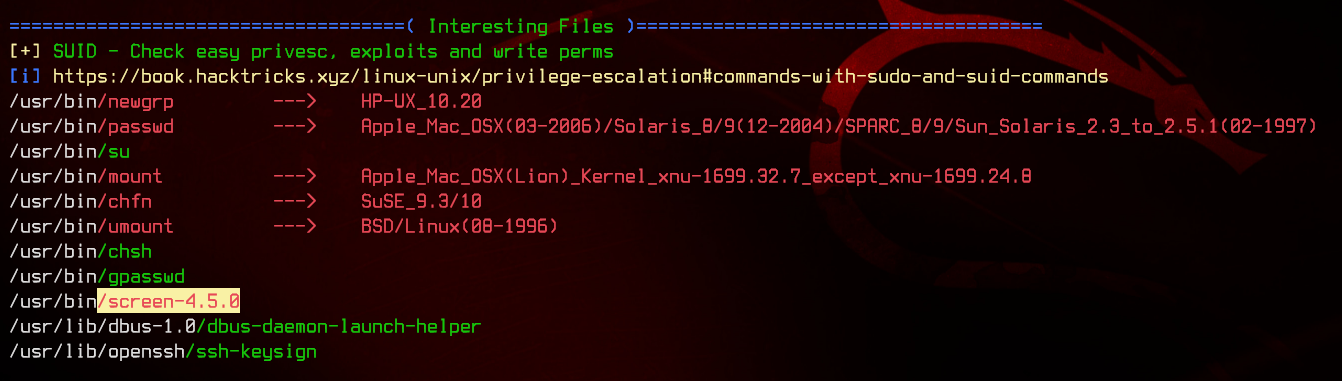 ====================================( Interesting Files )=====================================
[+] SUID - Check easy privesc, exploits and write perms
[i] https://book.hacktricks.xyz/linux-unix/privilege-escalation#commands-with-sudo-and-suid-commands
/usr/bin/newgrp         --->    HP-UX_10.20
/usr/bin/passwd         --->    Apple_Mac_OSX(03-2006)/Solaris_8/9(12-2004)/SPARC_8/9/Sun_Solaris_2.3_to_2.5.1(02-1997)
/usr/bin/su
/usr/bin/mount          --->    Apple_Mac_OSX(Lion)_Kernel_xnu-1699.32.7_except_xnu-1699.24.8
/usr/bin/chfn           --->    SuSE_9.3/10
/usr/bin/umount         --->    BSD/Linux(08-1996)
/usr/bin/chsh
/usr/bin/gpasswd
/usr/bin/screen-4.5.0
/usr/lib/dbus-1.0/dbus-daemon-launch-helper
/usr/lib/openssh/ssh-keysign